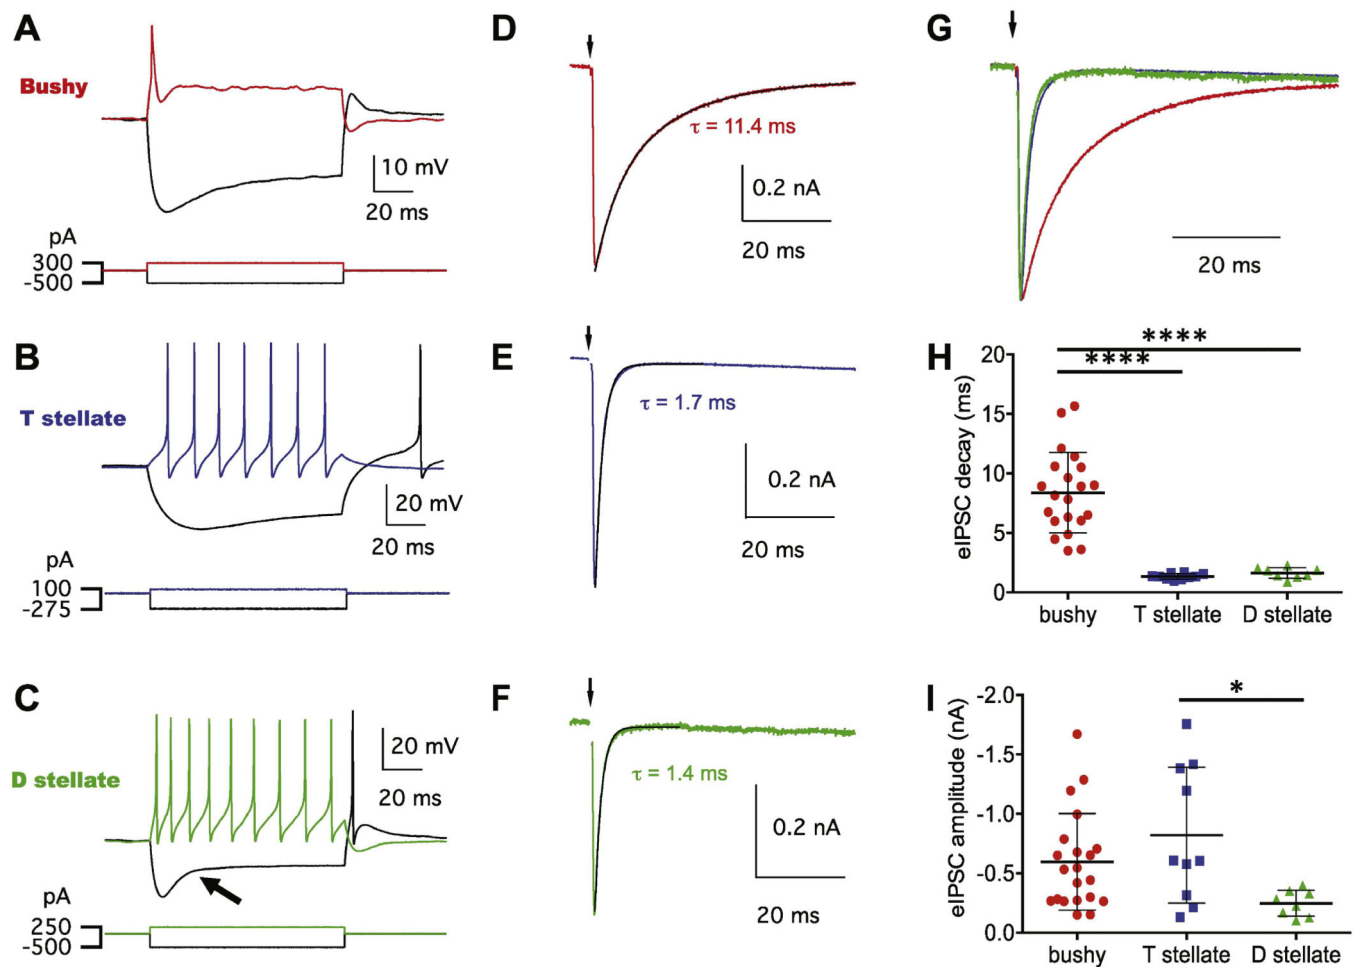 A
Bushy
10 mV
20 ms
pA
300
-500
B
T stellate
20 mV
20 ms
pA
100
-275
C
D stellate
20 mV
20 ms
pA
250
-500
D
τ = 11.4 ms
0.2 nA
20 ms
E
τ = 1.7 ms
0.2 nA
20 ms
F
τ = 1.4 ms
0.2 nA
20 ms
G
20 ms
H
eIPSC decay (ms)
20
15
10
5
0
****
****
bushy
T stellate
D stellate
I
eIPSC amplitude (nA)
-2.0
-1.5
-1.0
-0.5
0.0
*
bushy
T stellate
D stellate